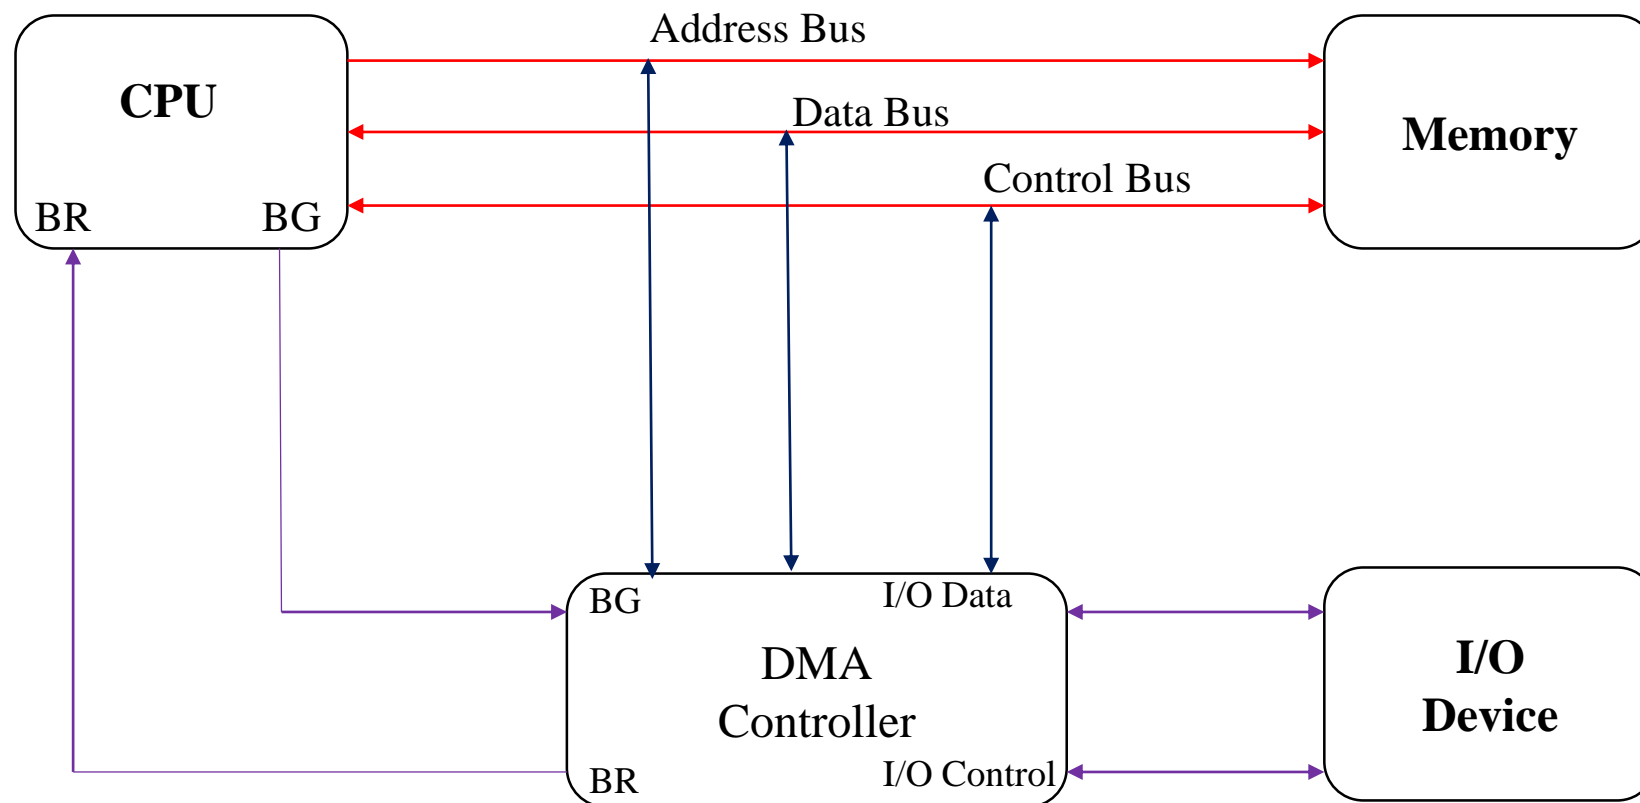 Address Bus
CPU
Data Bus
Memory
Control Bus
BR
BG
BG
I/O Data
DMA
Controller
I/O
Device
BR
I/O Control